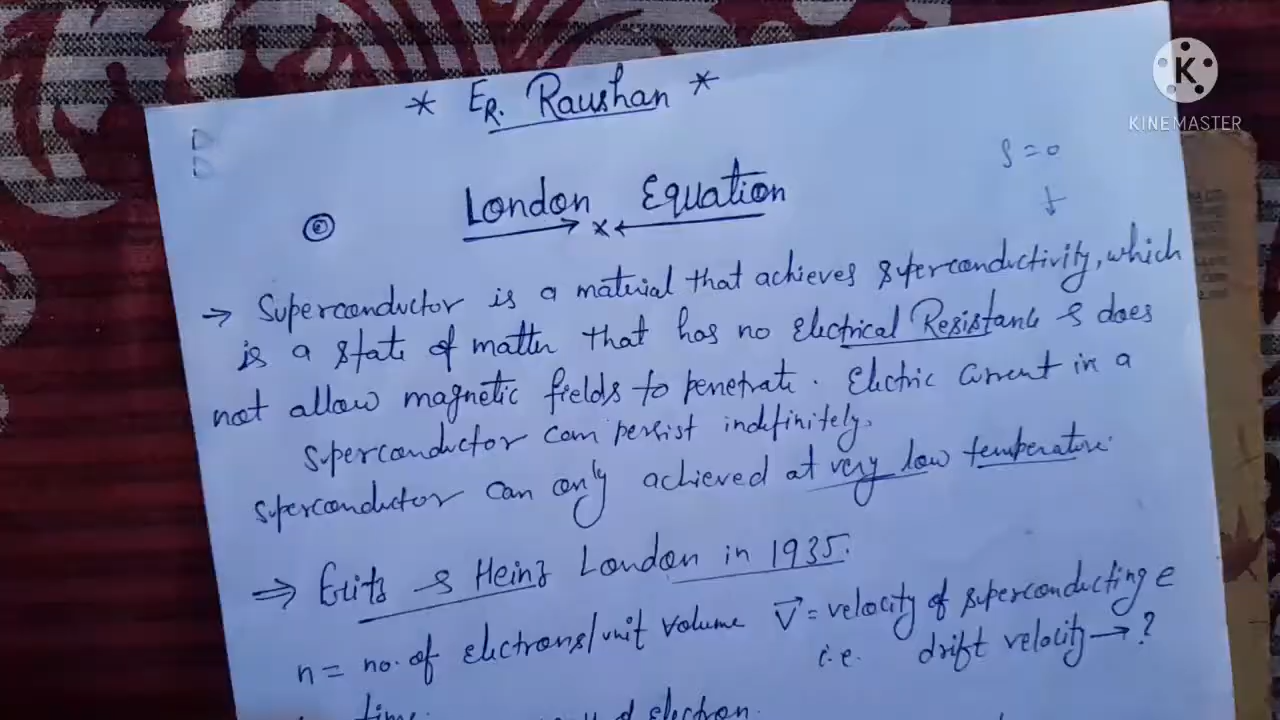 * ER. Raushan *
K
KINEMASTER
ρ = 0
London Equation
→ Superconductor is a material that achieves superconductivity, which
is a state of matter that has no Electrical Resistance & does
not allow magnetic fields to penetrate. Electric current in a
superconductor can persist indefinitely.
superconductor can only achieved at very low temperature.
⇒ & Heinz London in 1935.
n = no. of electrons/unit volume V⃗ = velocity of superconducting e
i.e. drift velocity → ?
time. of electron.